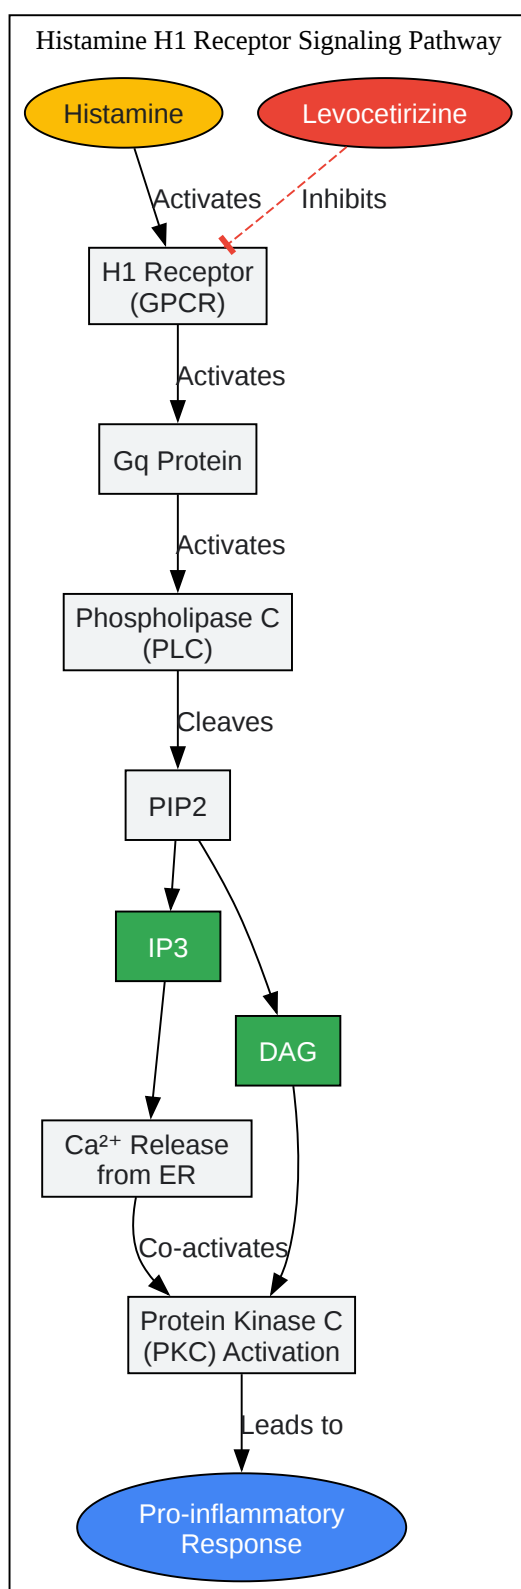 Histamine H1 Receptor Signaling Pathway
Histamine
Levocetirizine
Activates
Inhibits
H1 Receptor
(GPCR)
Activates
Gq Protein
Activates
Phospholipase C
(PLC)
Cleaves
PIP2
IP3
DAG
Ca²⁺ Release
from ER
Co-activates
Protein Kinase C
(PKC) Activation
Leads to
Pro-inflammatory
Response